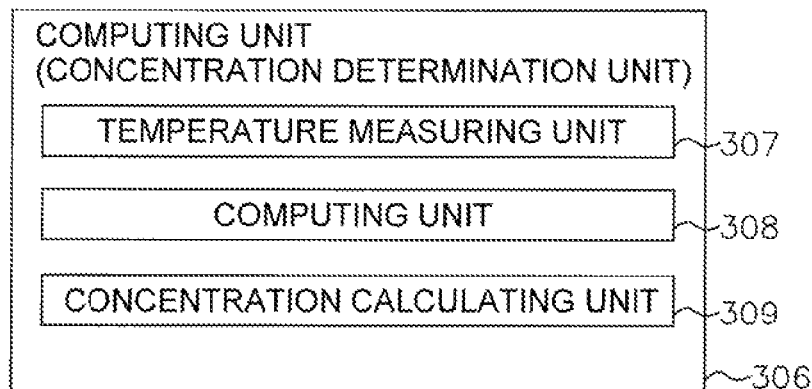 COMPUTING UNIT
(CONCENTRATION DETERMINATION UNIT)
TEMPERATURE MEASURING UNIT
307
COMPUTING UNIT
308
CONCENTRATION CALCULATING UNIT
309
306